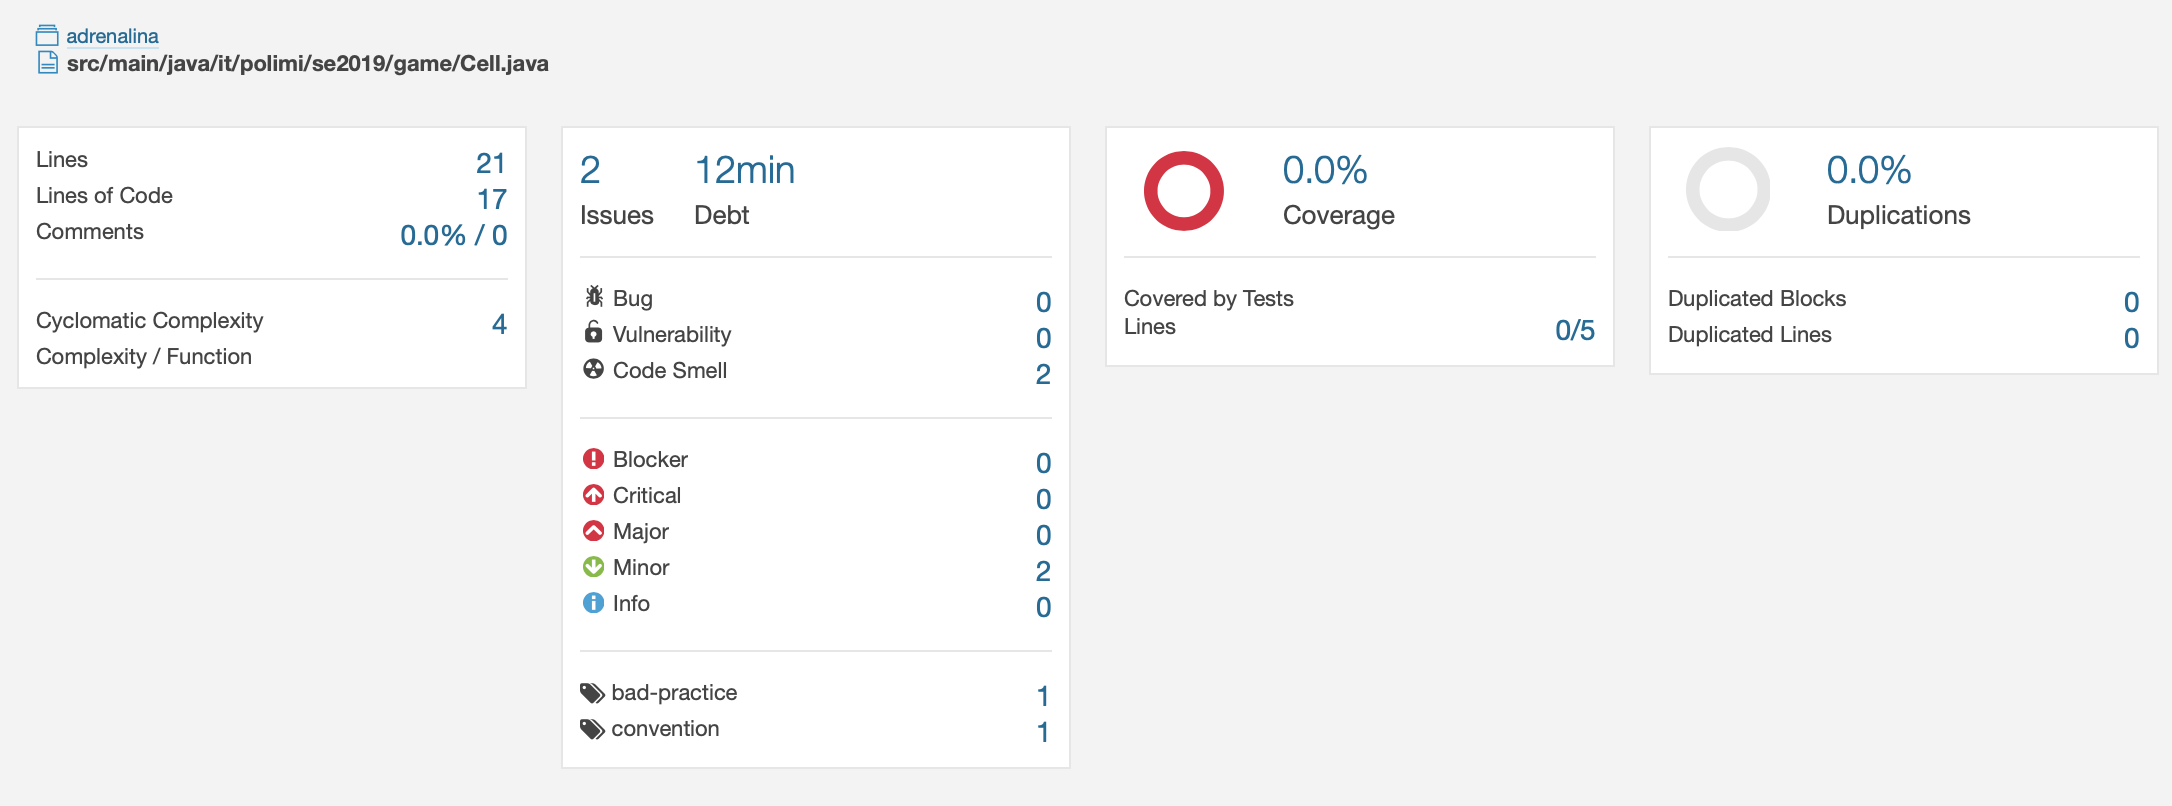 adrenalina
src/main/java/it/polimi/se2019/game/Cell.java
Lines 21
Lines of Code 17
Comments 0.0% / 0
Cyclomatic Complexity 4
Complexity / Function
2 12min
Issues Debt
Bug 0
Vulnerability 0
Code Smell 2
Blocker 0
Critical 0
Major 0
Minor 2
Info 0
bad-practice 1
convention 1
0.0%
Coverage
Covered by Tests
Lines 0/5
0.0%
Duplications
Duplicated Blocks 0
Duplicated Lines 0